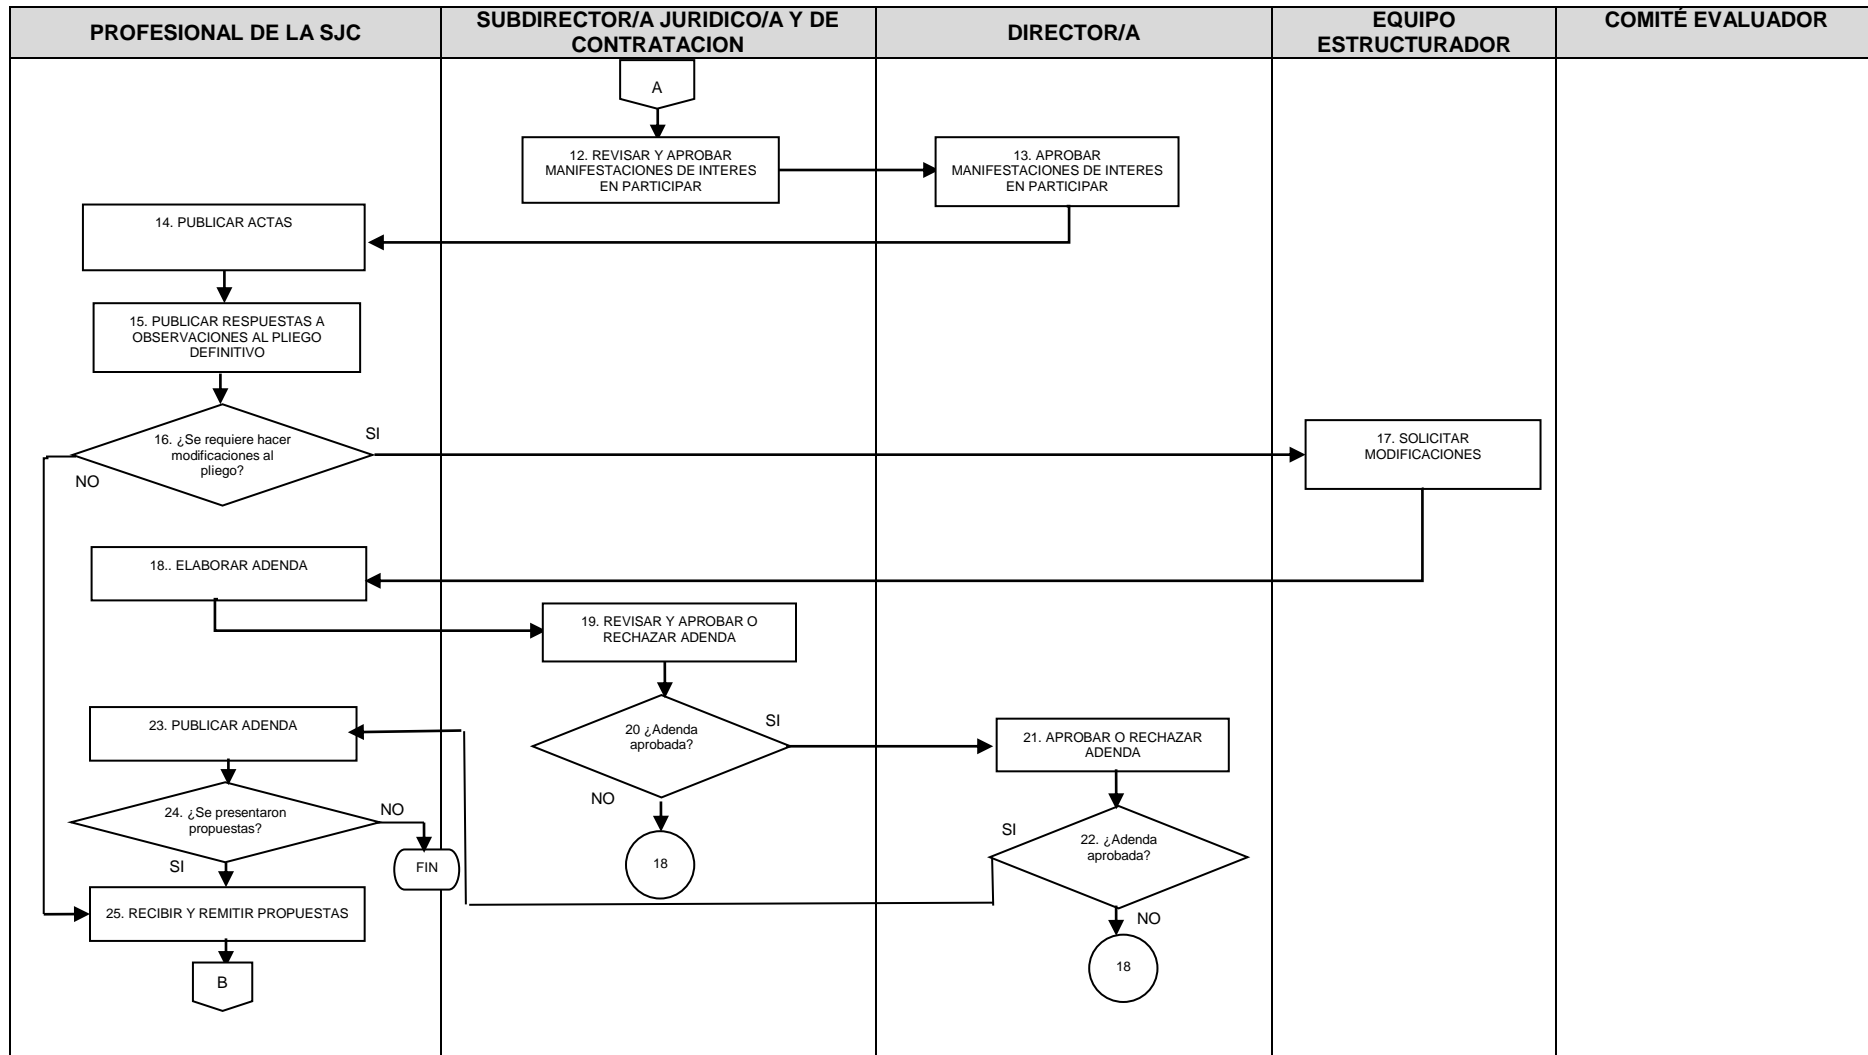 PROFESIONAL DE LA SJC
SUBDIRECTOR/A JURIDICO/A Y DE
CONTRATACION
DIRECTOR/A
EQUIPO
ESTRUCTURADOR
COMITÉ EVALUADOR
A
12. REVISAR Y APROBAR
MANIFESTACIONES DE INTERES
EN PARTICIPAR
13. APROBAR
MANIFESTACIONES DE INTERES
EN PARTICIPAR
14. PUBLICAR ACTAS
15. PUBLICAR RESPUESTAS A
OBSERVACIONES AL PLIEGO
DEFINITIVO
16. ¿Se requiere hacer
modificaciones al
pliego?
SI
NO
17. SOLICITAR
MODIFICACIONES
18.. ELABORAR ADENDA
19. REVISAR Y APROBAR O
RECHAZAR ADENDA
20 ¿Adenda
aprobada?
SI
NO
18
21. APROBAR O RECHAZAR
ADENDA
22. ¿Adenda
aprobada?
SI
NO
18
23. PUBLICAR ADENDA
24. ¿Se presentaron
propuestas?
NO
FIN
SI
25. RECIBIR Y REMITIR PROPUESTAS
B